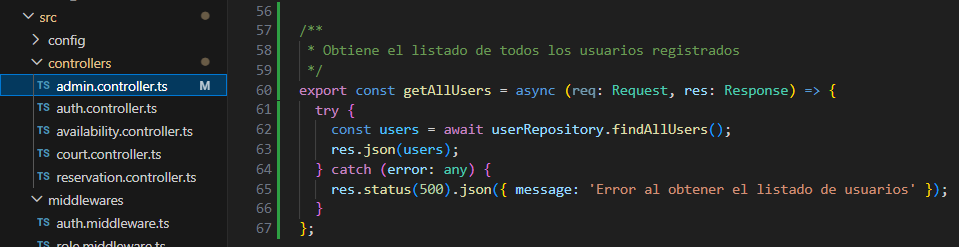 src
config
controllers
TS admin.controller.ts M
TS auth.controller.ts
TS availability.controller.ts
TS court.controller.ts
TS reservation.controller.ts
middlewares
TS auth.middleware.ts
TS role.middleware.ts
56
57 /**
58 * Obtiene el listado de todos los usuarios registrados
59 */
60 export const getAllUsers = async (req: Request, res: Response) => {
61 try {
62 const users = await userRepository.findAllUsers();
63 res.json(users);
64 } catch (error: any) {
65 res.status(500).json({ message: 'Error al obtener el listado de usuarios' });
66 }
67 };